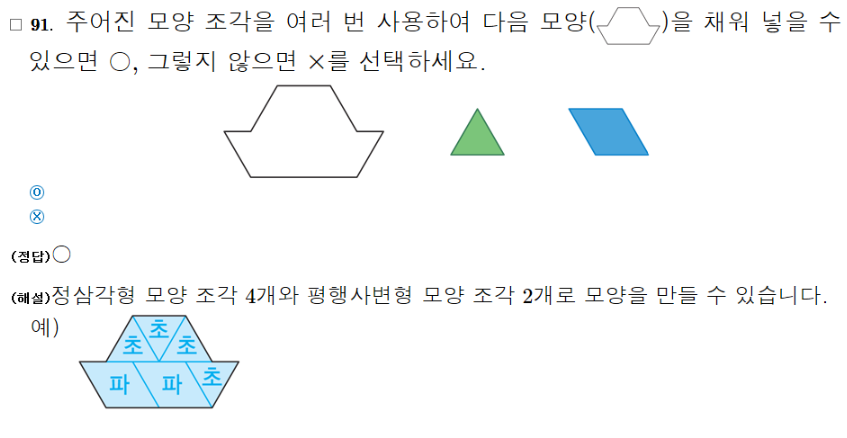 □ 91. 주어진 모양 조각을 여러 번 사용하여 다음 모양( )을 채워 넣을 수
있으면 ○, 그렇지 않으면 ×를 선택하세요.
ⓞ
ⓧ
(정답)○
(해설)정삼각형 모양 조각 4개와 평행사변형 모양 조각 2개로 모양을 만들 수 있습니다.
예)
초
초 초
파 파 초